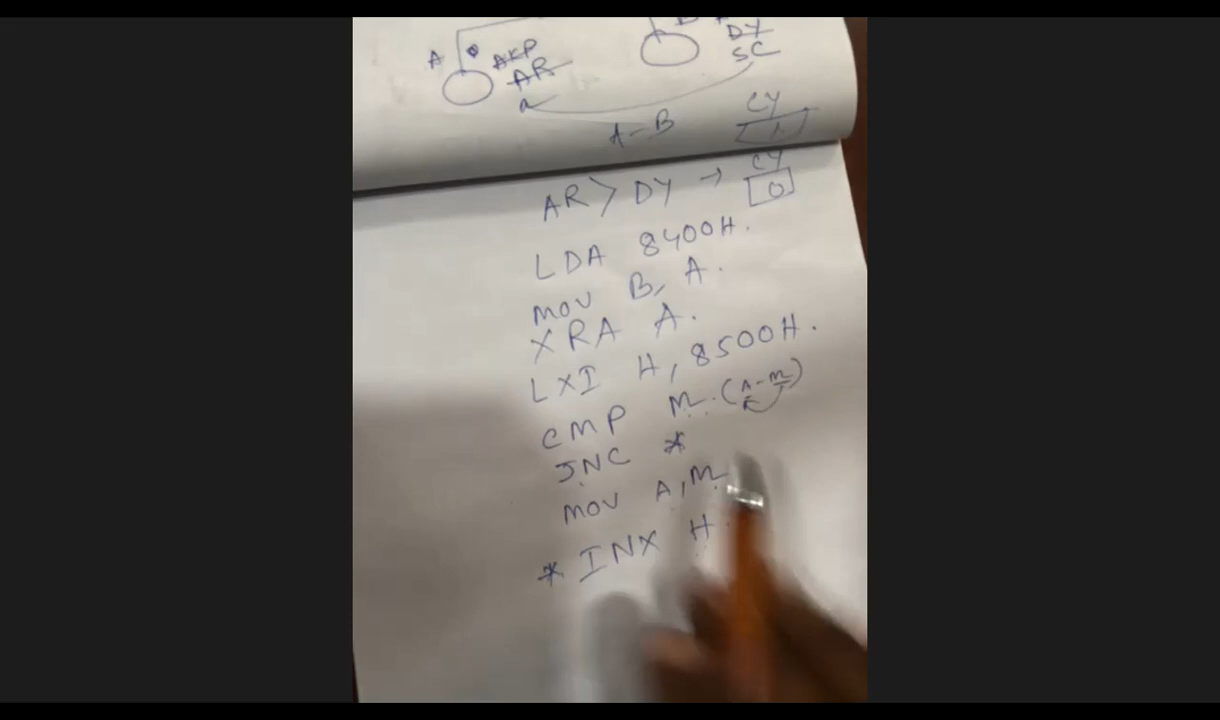 A
AKP
AR
DY
SC
A-B
CY
CY
AR > DY → 0
LDA 8400H.
MOV B, A.
XRA A.
LXI H, 8500H.
CMP M. (A-M)
JNC *
MOV A, M
* INX H